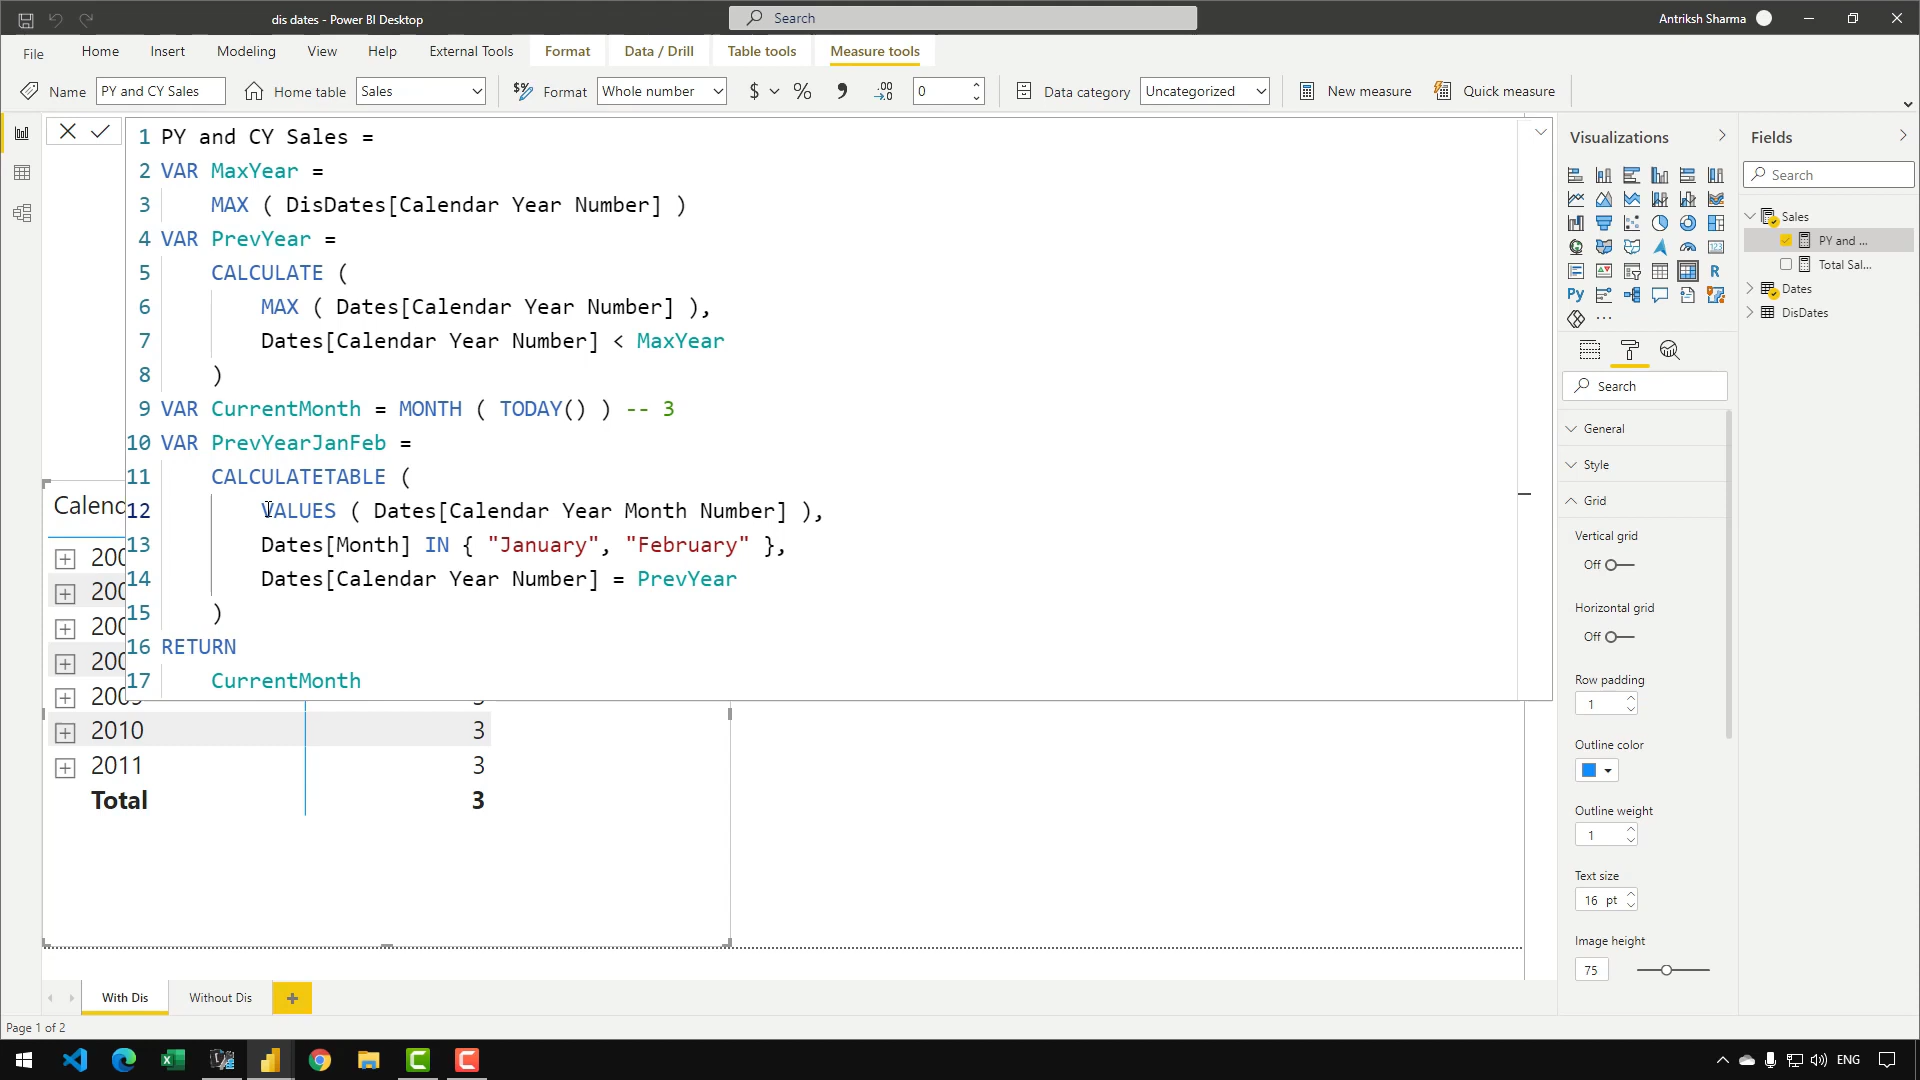 dis dates - Power BI Desktop
Search
Antriksh Sharma
File
Home
Insert
Modeling
View
Help
External Tools
Format
Data / Drill
Table tools
Measure tools
Name
PY and CY Sales
Home table
Sales
Format
Whole number
$
%
0
Data category
Uncategorized
New measure
Quick measure
1 PY and CY Sales =
2 VAR MaxYear =
3 MAX ( DisDates[Calendar Year Number] )
4 VAR PrevYear =
5 CALCULATE (
6 MAX ( Dates[Calendar Year Number] ),
7 Dates[Calendar Year Number] < MaxYear
8 )
9 VAR CurrentMonth = MONTH ( TODAY() ) -- 3
10 VAR PrevYearJanFeb =
11 CALCULATETABLE (
12 VALUES ( Dates[Calendar Year Month Number] ),
13 Dates[Month] IN { "January", "February" },
14 Dates[Calendar Year Number] = PrevYear
15 )
16 RETURN
17 CurrentMonth
Calend
200
200
200
200
2010 3
2011 3
Total 3
Visualizations
R
Py
123
Search
General
Style
Grid
Vertical grid
Off
Horizontal grid
Off
Row padding
1
Outline color
Outline weight
1
Text size
16 pt
Image height
75
Fields
Search
Sales
PY and ...
Total Sal...
Dates
DisDates
With Dis
Without Dis
Page 1 of 2
ENG